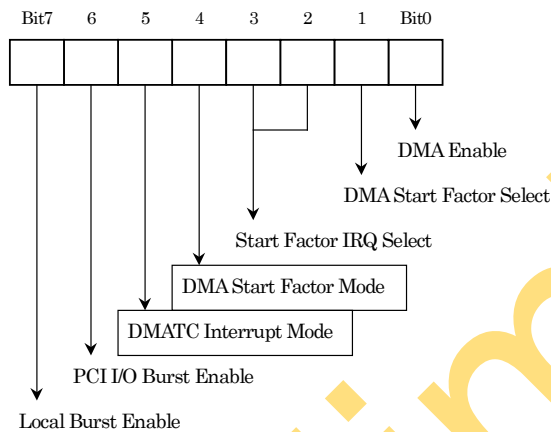 Bit7 6 5 4 3 2 1 Bit0
DMA Enable
DMA Start Factor Select
Start Factor IRQ Select
DMA Start Factor Mode
DMATC Interrupt Mode
PCI I/O Burst Enable
Local Burst Enable